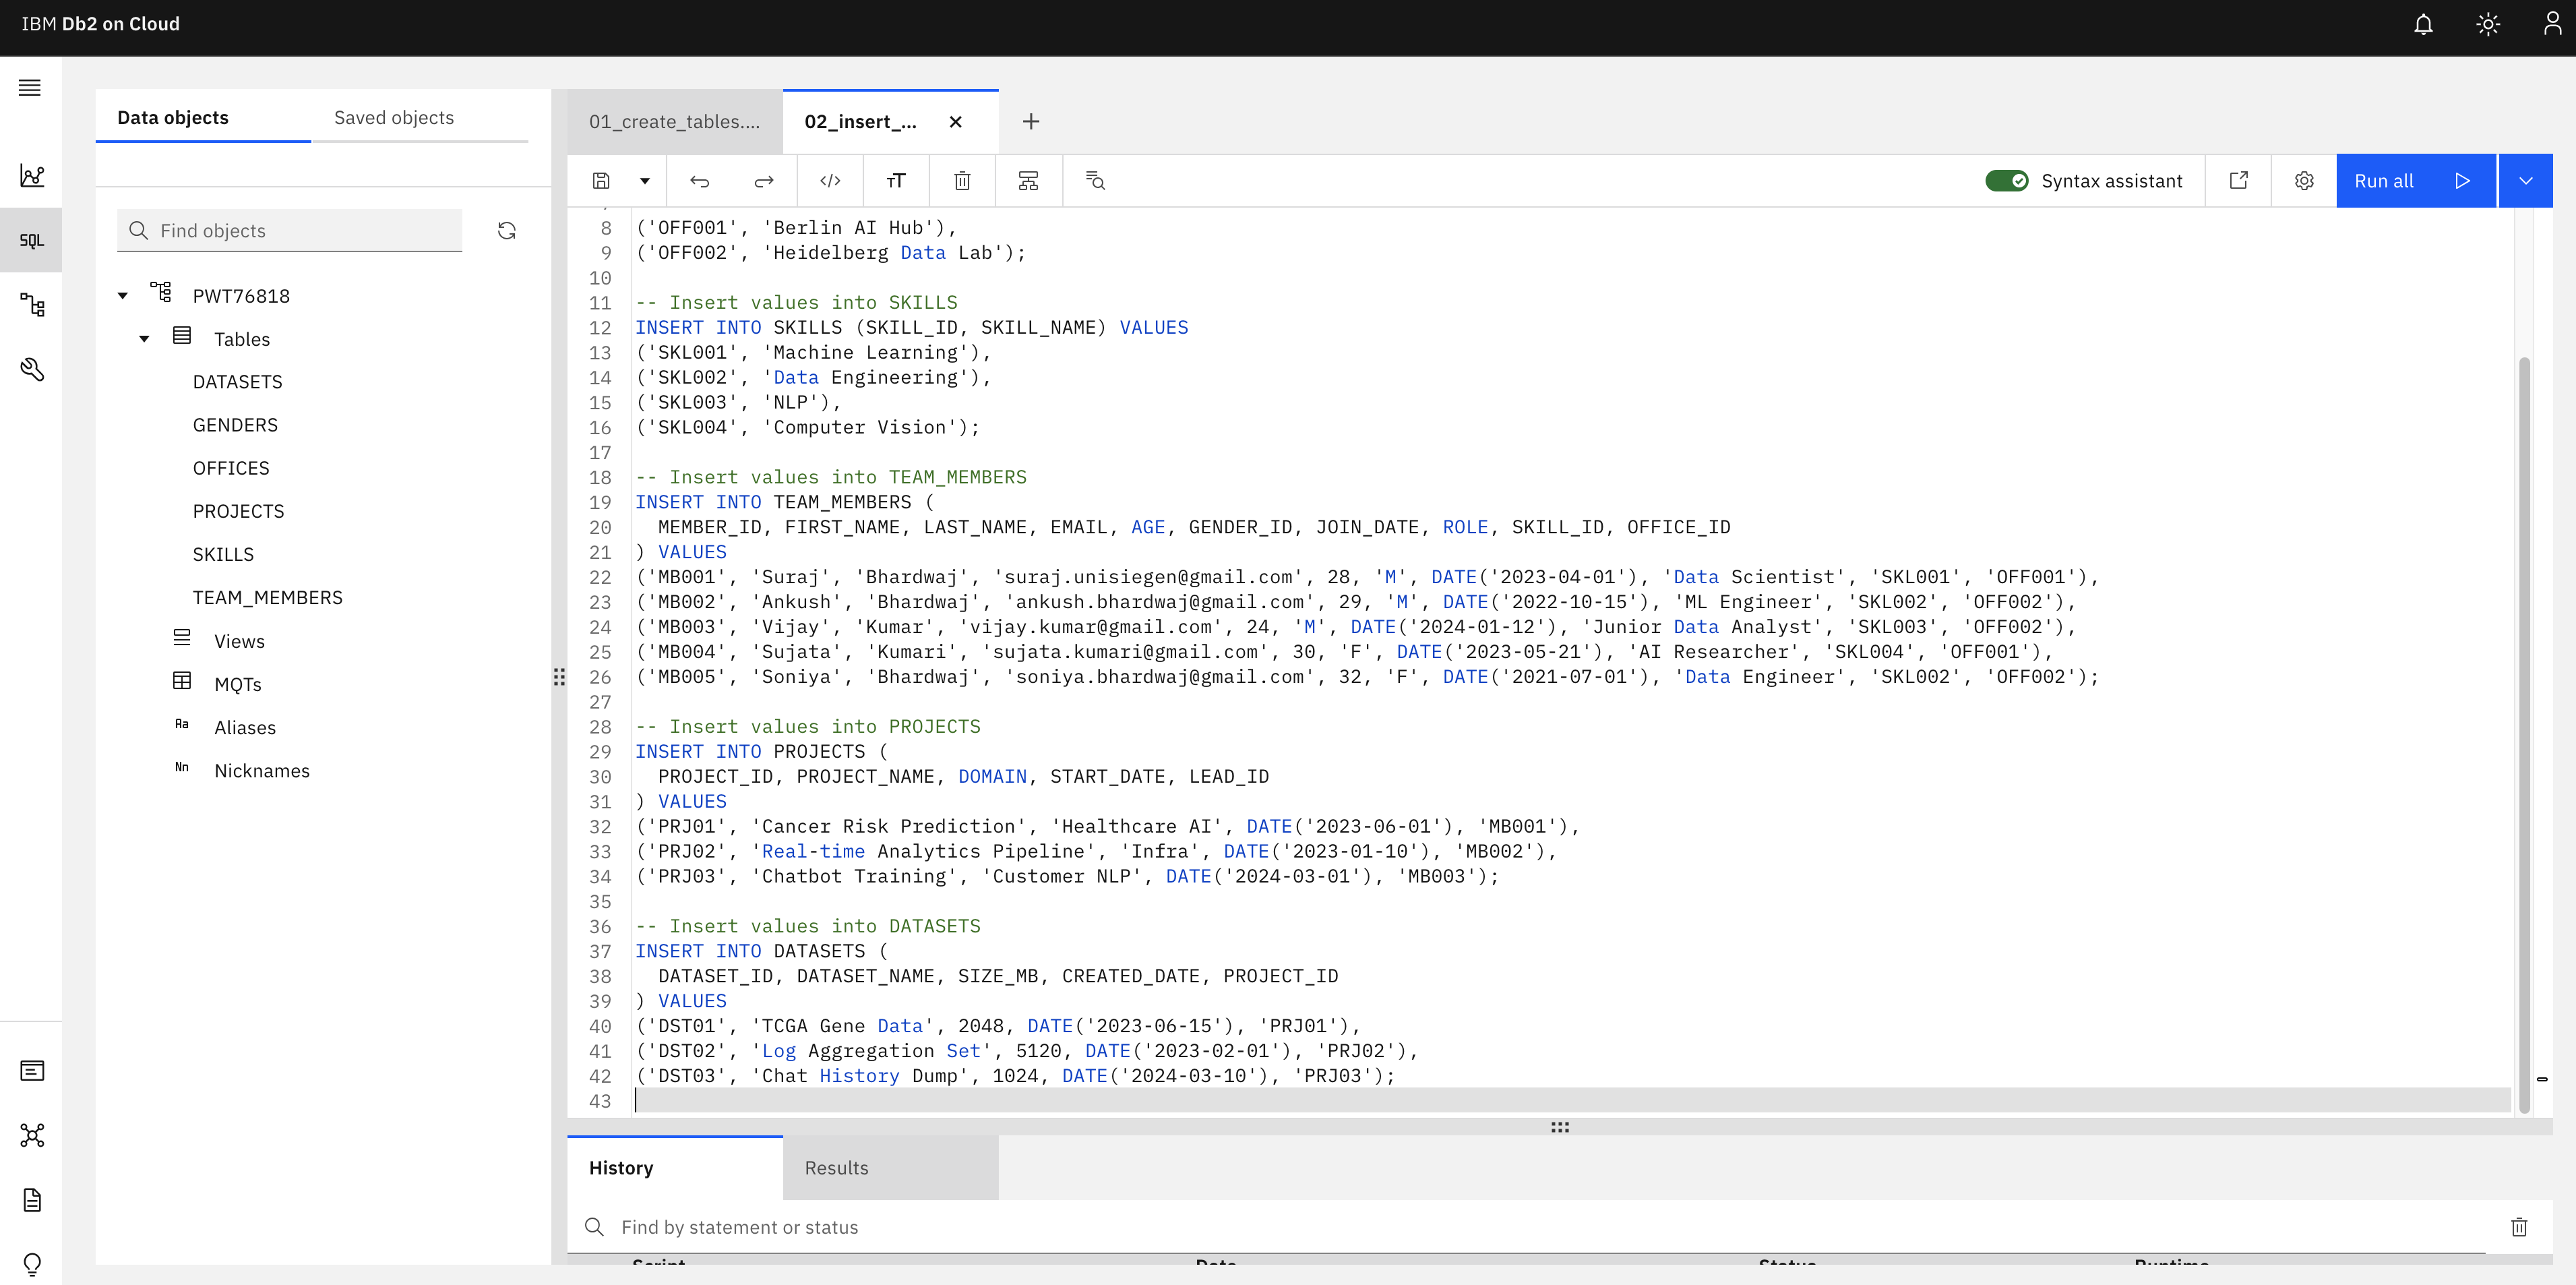 IBM Db2 on Cloud
Data objects
Saved objects
Find objects
PWT76818
Tables
DATASETS
GENDERS
OFFICES
PROJECTS
SKILLS
TEAM_MEMBERS
Views
MQTs
Aa Aliases
Nn Nicknames
SQL
01_create_tables....
02_insert_...
Syntax assistant
Run all
8 ('OFF001', 'Berlin AI Hub'),
9 ('OFF002', 'Heidelberg Data Lab');
10
11 -- Insert values into SKILLS
12 INSERT INTO SKILLS (SKILL_ID, SKILL_NAME) VALUES
13 ('SKL001', 'Machine Learning'),
14 ('SKL002', 'Data Engineering'),
15 ('SKL003', 'NLP'),
16 ('SKL004', 'Computer Vision');
17
18 -- Insert values into TEAM_MEMBERS
19 INSERT INTO TEAM_MEMBERS (
20 MEMBER_ID, FIRST_NAME, LAST_NAME, EMAIL, AGE, GENDER_ID, JOIN_DATE, ROLE, SKILL_ID, OFFICE_ID
21 ) VALUES
22 ('MB001', 'Suraj', 'Bhardwaj', 'suraj.unisiegen@gmail.com', 28, 'M', DATE('2023-04-01'), 'Data Scientist', 'SKL001', 'OFF001'),
23 ('MB002', 'Ankush', 'Bhardwaj', 'ankush.bhardwaj@gmail.com', 29, 'M', DATE('2022-10-15'), 'ML Engineer', 'SKL002', 'OFF002'),
24 ('MB003', 'Vijay', 'Kumar', 'vijay.kumar@gmail.com', 24, 'M', DATE('2024-01-12'), 'Junior Data Analyst', 'SKL003', 'OFF002'),
25 ('MB004', 'Sujata', 'Kumari', 'sujata.kumari@gmail.com', 30, 'F', DATE('2023-05-21'), 'AI Researcher', 'SKL004', 'OFF001'),
26 ('MB005', 'Soniya', 'Bhardwaj', 'soniya.bhardwaj@gmail.com', 32, 'F', DATE('2021-07-01'), 'Data Engineer', 'SKL002', 'OFF002');
27
28 -- Insert values into PROJECTS
29 INSERT INTO PROJECTS (
30 PROJECT_ID, PROJECT_NAME, DOMAIN, START_DATE, LEAD_ID
31 ) VALUES
32 ('PRJ01', 'Cancer Risk Prediction', 'Healthcare AI', DATE('2023-06-01'), 'MB001'),
33 ('PRJ02', 'Real-time Analytics Pipeline', 'Infra', DATE('2023-01-10'), 'MB002'),
34 ('PRJ03', 'Chatbot Training', 'Customer NLP', DATE('2024-03-01'), 'MB003');
35
36 -- Insert values into DATASETS
37 INSERT INTO DATASETS (
38 DATASET_ID, DATASET_NAME, SIZE_MB, CREATED_DATE, PROJECT_ID
39 ) VALUES
40 ('DST01', 'TCGA Gene Data', 2048, DATE('2023-06-15'), 'PRJ01'),
41 ('DST02', 'Log Aggregation Set', 5120, DATE('2023-02-01'), 'PRJ02'),
42 ('DST03', 'Chat History Dump', 1024, DATE('2024-03-10'), 'PRJ03');
43
History
Results
Find by statement or status
Script Date Status Runtime